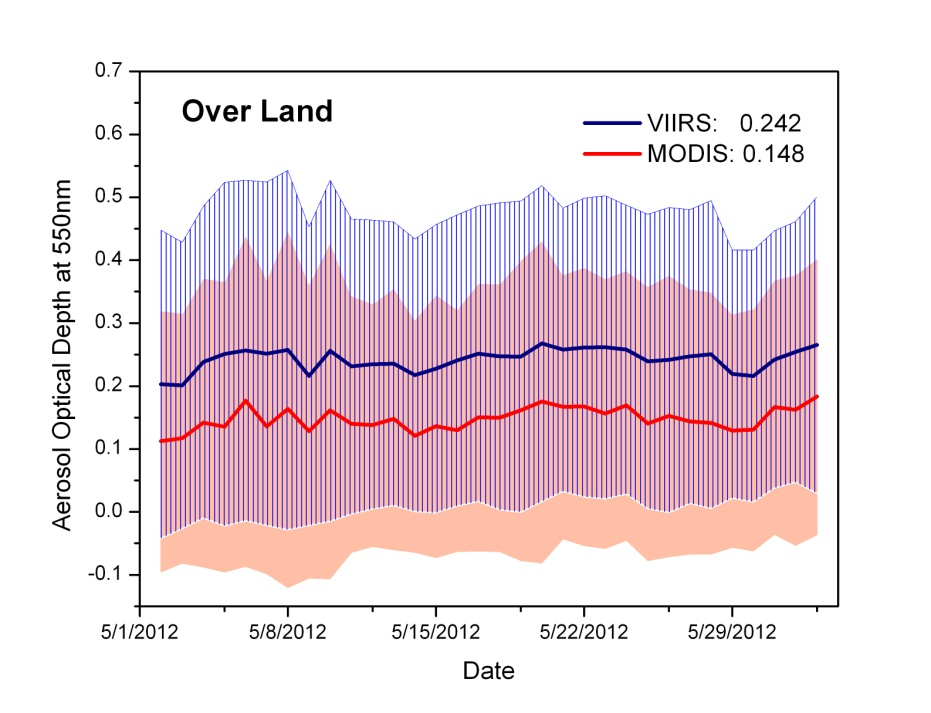 Over Land
VIIRS: 0.242
MODIS: 0.148
Aerosol Optical Depth at 550nm
0.7
0.6
0.5
0.4
0.3
0.2
0.1
0.0
-0.1
5/1/2012 5/8/2012 5/15/2012 5/22/2012 5/29/2012
Date